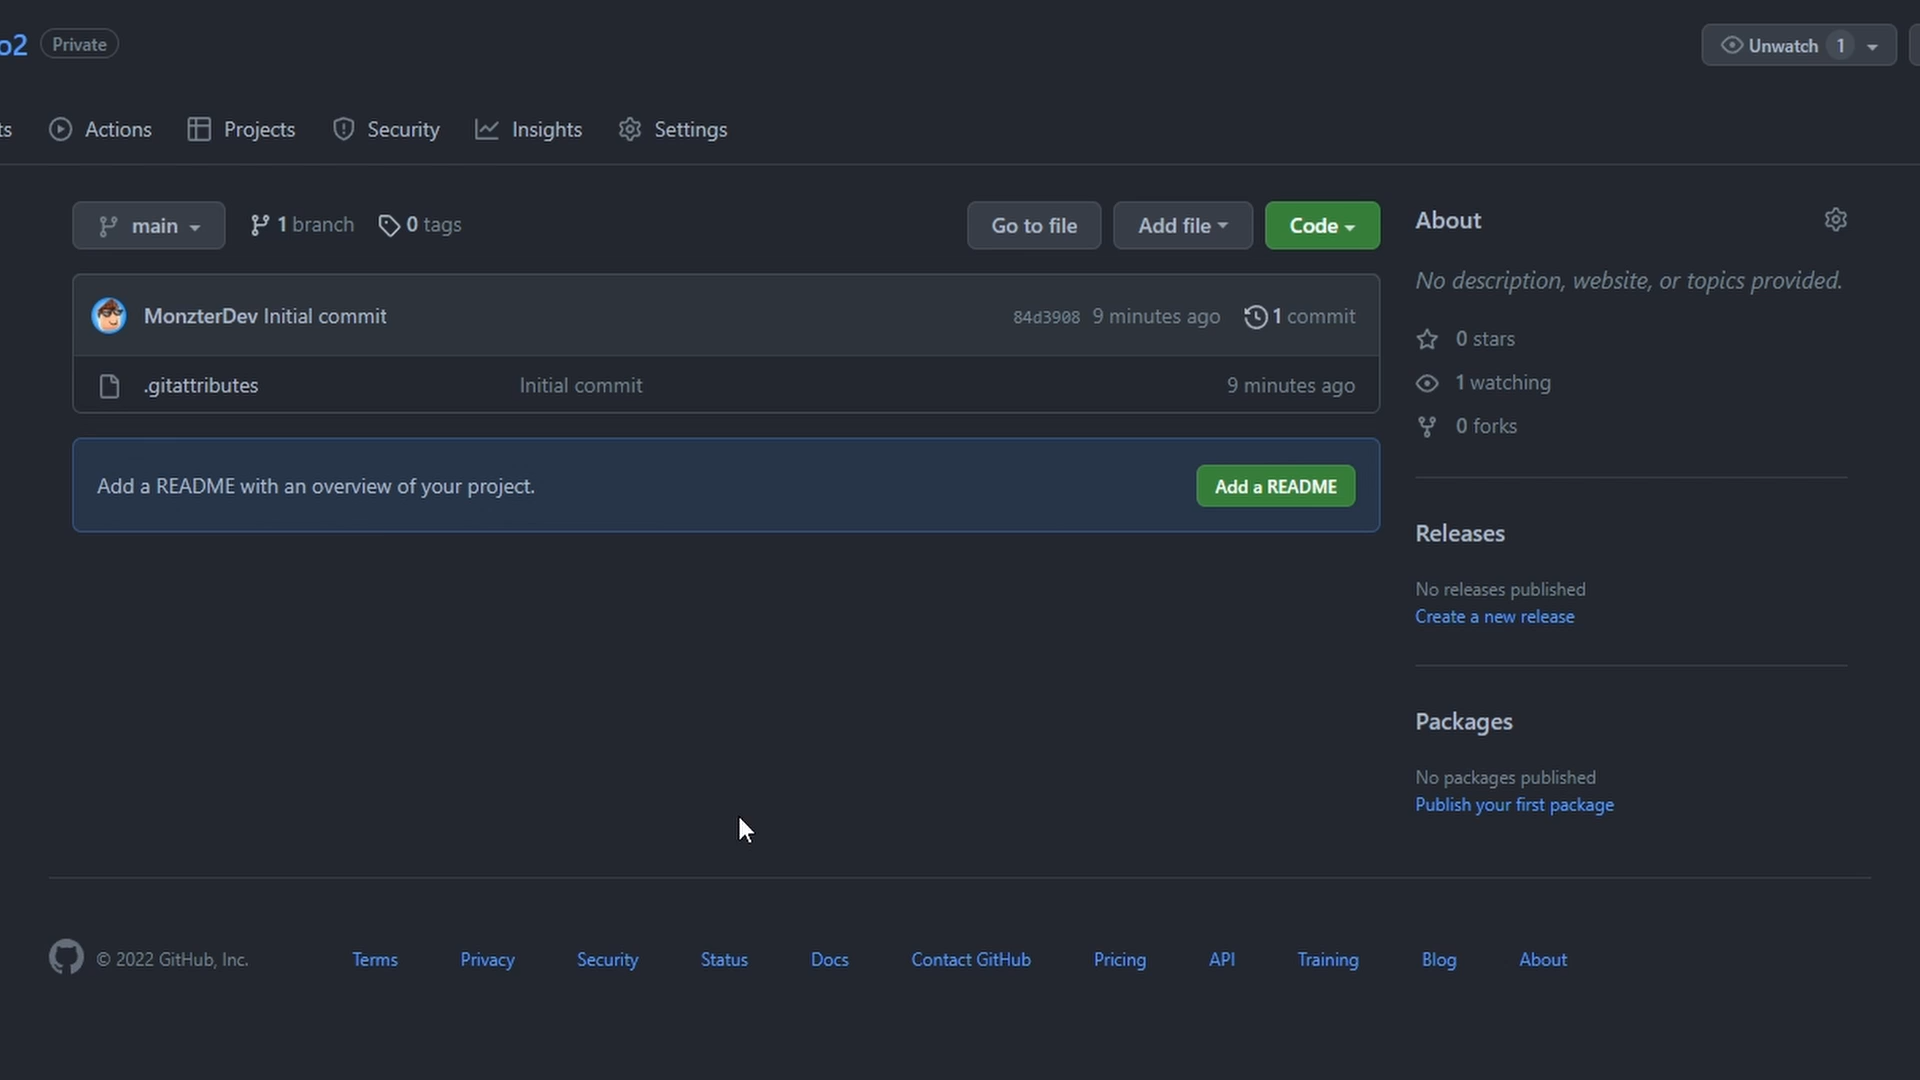 o2 Private Unwatch 1
ts Actions Projects Security Insights Settings
main 1 branch 0 tags Go to file Add file Code
MonzterDev Initial commit 84d3908 9 minutes ago 1 commit
.gitattributes Initial commit 9 minutes ago
Add a README with an overview of your project. Add a README
About
No description, website, or topics provided.
0 stars
1 watching
0 forks
Releases
No releases published
Create a new release
Packages
No packages published
Publish your first package
© 2022 GitHub, Inc. Terms Privacy Security Status Docs Contact GitHub Pricing API Training Blog About